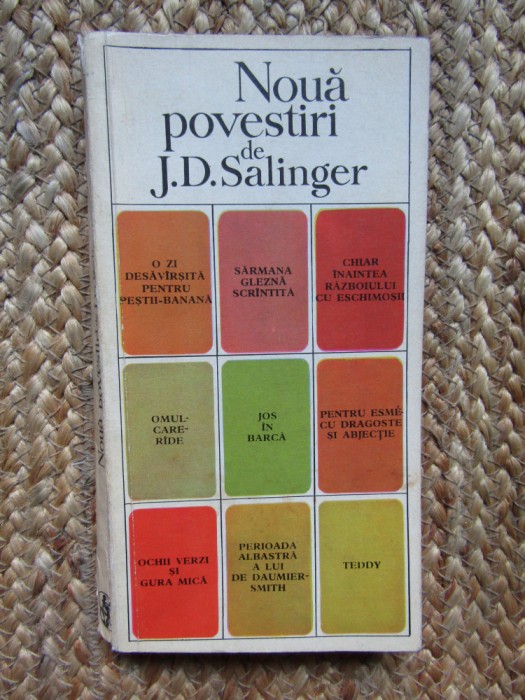 Nouă
povestiri
de
J.D. Salinger
O ZI
DESĂVÎRȘITĂ
PENTRU
PEȘTII-BANANĂ
SĂRMANA
GLEZNĂ
SCRÎNTITĂ
CHIAR
ÎNAINTEA
RĂZBOIULUI
CU ESCHIMOȘII
OMUL-
CARE-
RÎDE
JOS
ÎN
BARCĂ
PENTRU ESMÉ-
CU DRAGOSTE
ȘI ABJECȚIE
OCHII VERZI
ȘI
GURA MICĂ
PERIOADA
ALBASTRĂ
A LUI
DE DAUMIER-
SMITH
TEDDY